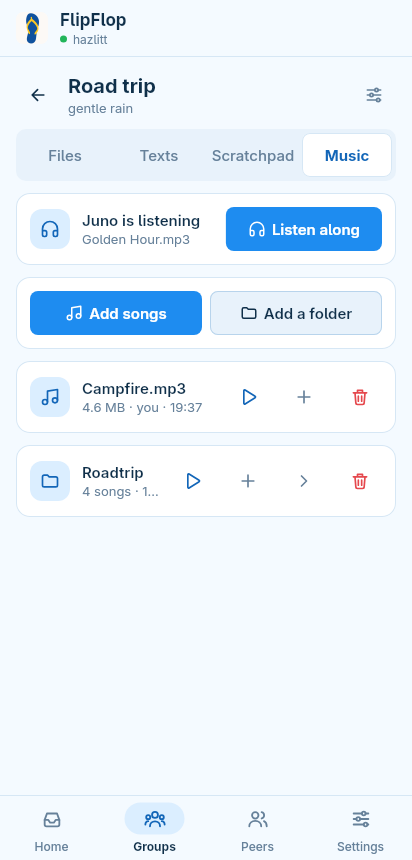 FlipFlop
hazlitt
Road trip
gentle rain
Files
Texts
Scratchpad
Music
Juno is listening
Golden Hour.mp3
Listen along
Add songs
Add a folder
Campfire.mp3
4.6 MB · you · 19:37
Roadtrip
4 songs · 1…
Home
Groups
Peers
Settings